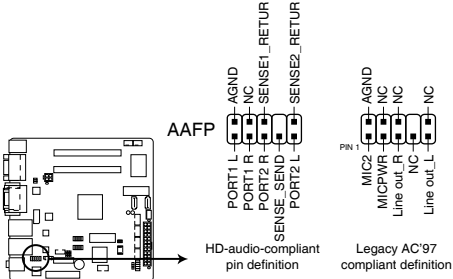 AGND
NC
SENSE1_RETUR
SENSE2_RETUR
AAFP
PORT1 L
PORT1 R
PORT2 R
SENSE_SEND
PORT2 L
HD-audio-compliant
pin definition
AGND
NC
NC
NC
PIN 1
MIC2
MICPWR
Line out_R
NC
Line out_L
Legacy AC'97
compliant definition